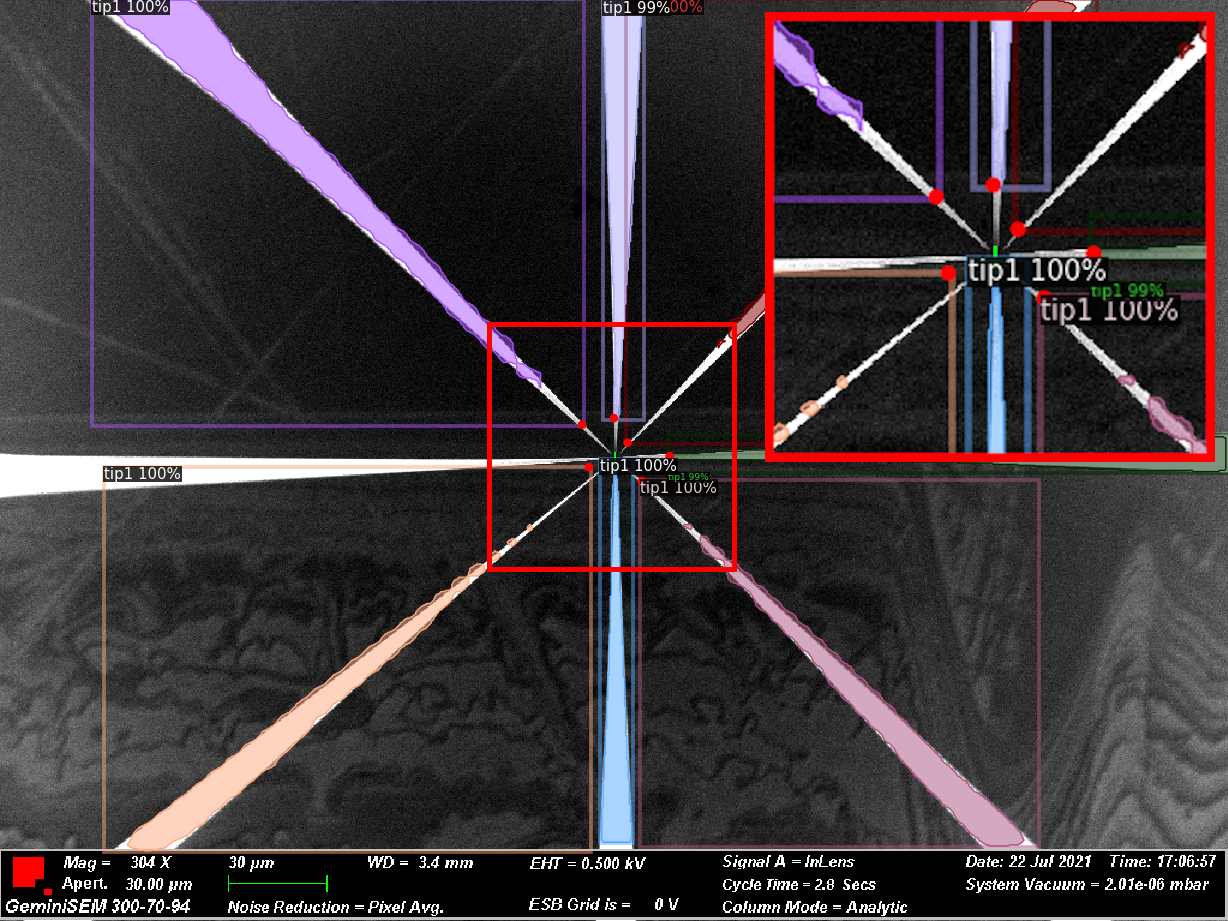 tip1 100%
tip1 99%
00%
tip1 100%
tip1 99%
tip1 100%
tip1 100%
tip1 100%
tip1 99%
tip1 100%
Mag = 304 X
30 µm
WD = 3.4 mm
EHT = 0.500 kV
Signal A = InLens
Date: 22 Jul 2021
Time: 17:06:57
Apert. 30.00 µm
Cycle Time = 2.8 Secs
System Vacuum = 2.01e-06 mbar
GeminiSEM 300-70-94
Noise Reduction = Pixel Avg.
ESB Grid is = 0 V
Column Mode = Analytic